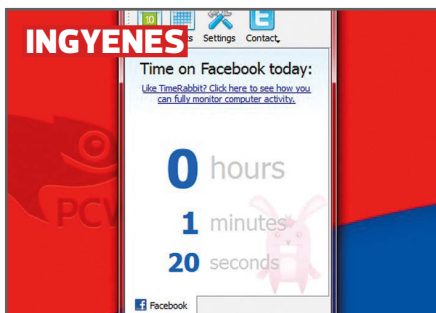 INGYENES
Settings Contact
Time on Facebook today:
Like TimeRabbit? Click here to see how you
can fully monitor computer activity.
0 hours
1 minutes
20 seconds
Facebook